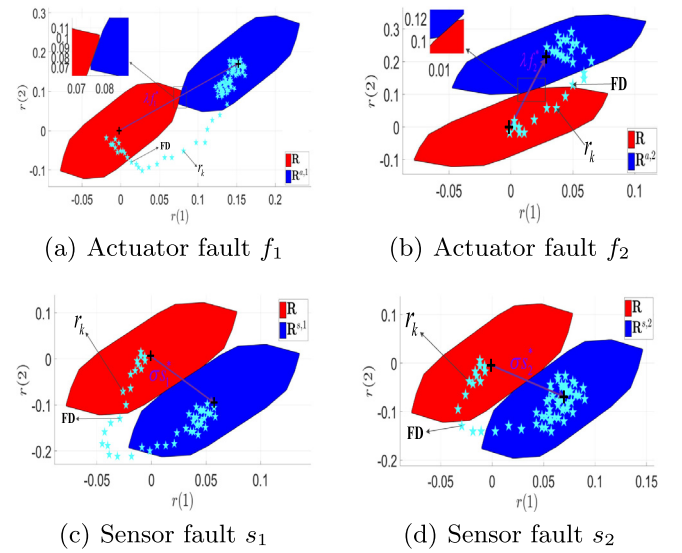 0.3
0.2
0.1
0
-0.1
r(2)
0.11
0.1
0.09
0.08
0.07
0.07 0.08
FD
r_k
R
R^{a,1}
-0.05 0 0.05 0.1 0.15 0.2
r(1)
(a) Actuator fault f_1
0.3
0.2
0.1
0
-0.1
r(2)
0.12
0.1
0.01
FD
r_k
R
R^{a,2}
-0.05 0 0.05 0.1
r(1)
(b) Actuator fault f_2
0.1
0
-0.1
-0.2
r(2)
r_k
FD
R
R^{s,1}
-0.05 0 0.05 0.1
r(1)
(c) Sensor fault s_1
0.1
0
-0.1
-0.2
r(2)
r_k
FD
R
R^{s,2}
-0.05 0 0.05 0.1 0.15
r(1)
(d) Sensor fault s_2